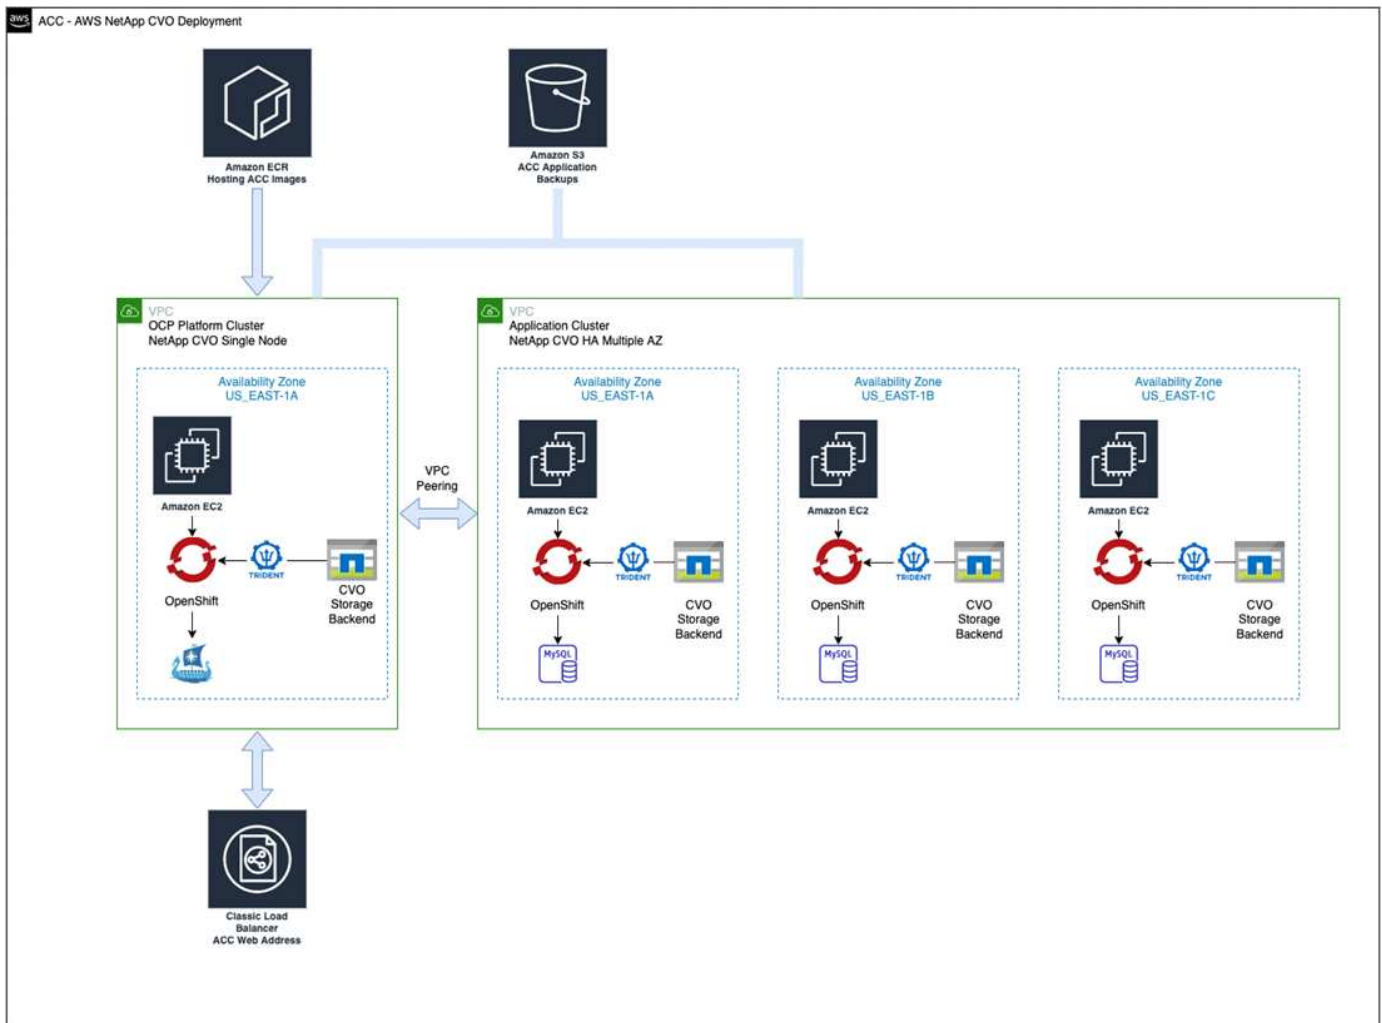 aws
ACC - AWS NetApp CVO Deployment
Amazon ECR
Hosting ACC Images
Amazon S3
ACC Application
Backups
VPC
OCP Platform Cluster
NetApp CVO Single Node
Availability Zone
US_EAST-1A
Amazon EC2
TRIDENT
OpenShift
CVO
Storage
Backend
VPC
Peering
VPC
Application Cluster
NetApp CVO HA Multiple AZ
Availability Zone
US_EAST-1A
Amazon EC2
TRIDENT
OpenShift
CVO
Storage
Backend
MySQL
Availability Zone
US_EAST-1B
Amazon EC2
TRIDENT
OpenShift
CVO
Storage
Backend
MySQL
Availability Zone
US_EAST-1C
Amazon EC2
TRIDENT
OpenShift
CVO
Storage
Backend
MySQL
Classic Load
Balancer
ACC Web Address